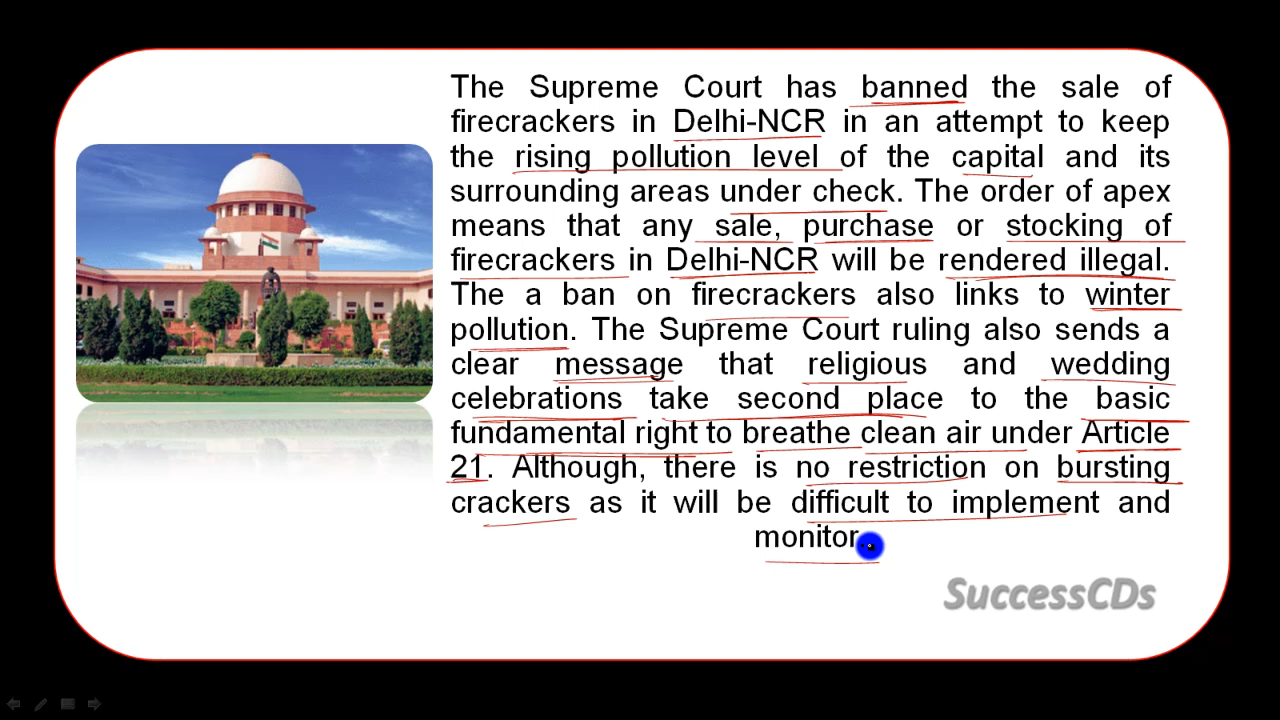 The Supreme Court has banned the sale of
firecrackers in Delhi-NCR in an attempt to keep
the rising pollution level of the capital and its
surrounding areas under check. The order of apex
means that any sale, purchase or stocking of
firecrackers in Delhi-NCR will be rendered illegal.
The a ban on firecrackers also links to winter
pollution. The Supreme Court ruling also sends a
clear message that religious and wedding
celebrations take second place to the basic
fundamental right to breathe clean air under Article
21. Although, there is no restriction on bursting
crackers as it will be difficult to implement and
monitor.
SuccessCDs